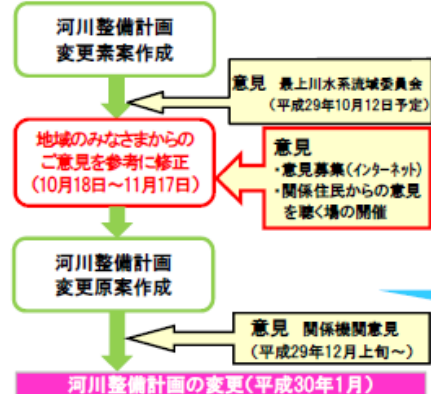 河川整備計画
変更素案作成
意見 最上川水系流域委員会
(平成29年10月12日予定)
地域のみなさまからの
ご意見を参考に修正
(10月18日～11月17日)
意見
・意見募集(インターネット)
・関係住民からの意見
を聴く場の開催
河川整備計画
変更原案作成
意見 関係機関意見
(平成29年12月上旬～)
河川整備計画の変更(平成30年1月)